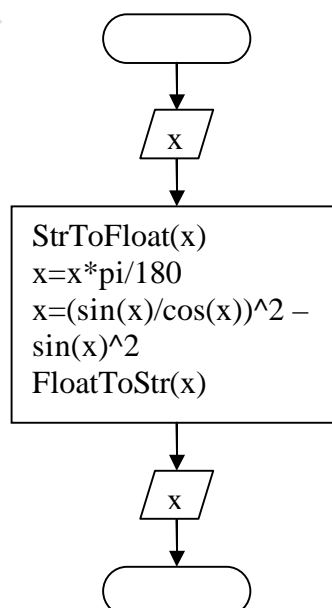 x
StrToFloat(x)
x=x*pi/180
x=(sin(x)/cos(x))^2 –
sin(x)^2
FloatToStr(x)
x